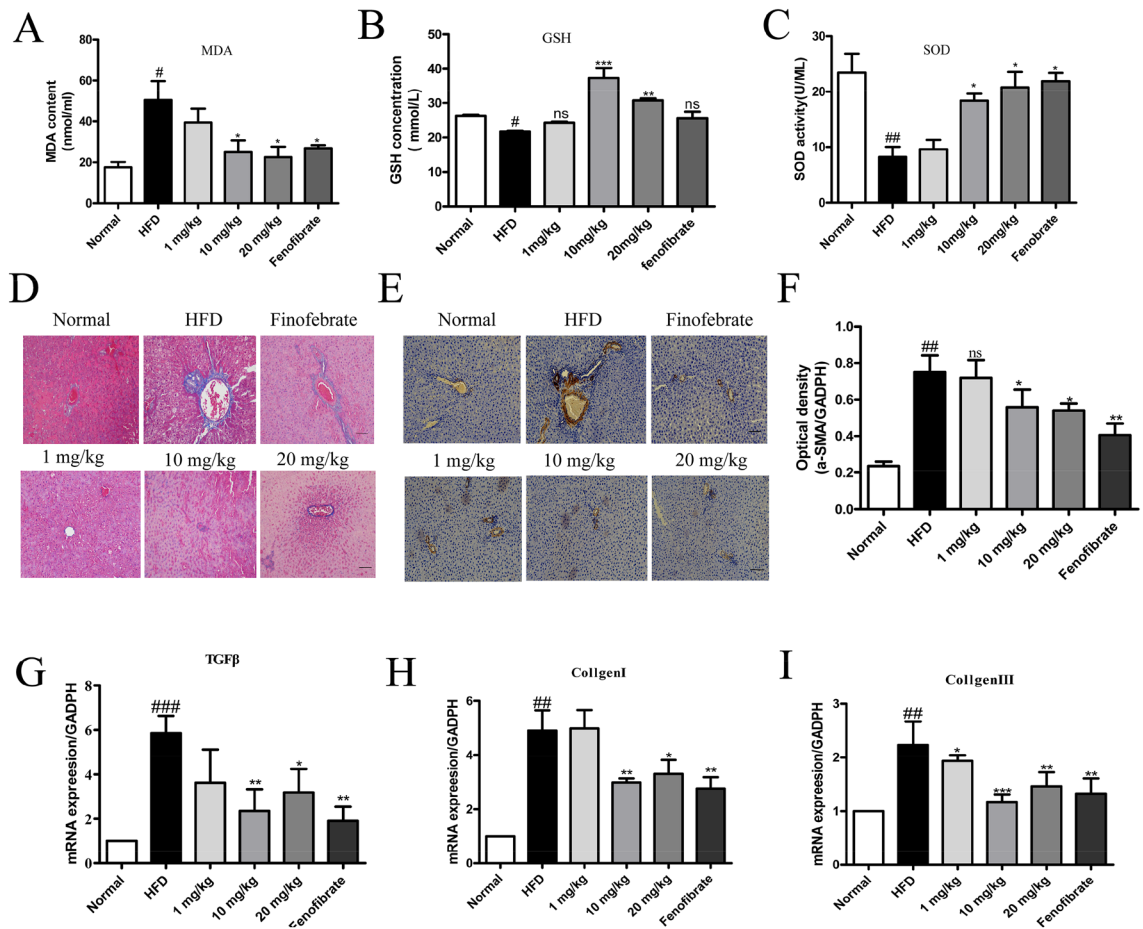 A
MDA
MDA content
(nmol/ml)
80
60
40
20
0
#
*
*
*
Normal
HFD
1 mg/kg
10 mg/kg
20 mg/kg
Fenofibrate
B
GSH
GSH concentration
( mmol/L)
50
40
30
20
10
0
#
ns
***
**
ns
Normal
HFD
1mg/kg
10mg/kg
20mg/kg
fenofibrate
C
SOD
SOD activity(U/ML)
30
20
10
0
##
*
*
*
Normal
HFD
1mg/kg
10mg/kg
20mg/kg
Fenobrate
D
Normal HFD Finofebrate
1 mg/kg 10 mg/kg 20 mg/kg
E
Normal HFD Finofebrate
1 mg/kg 10 mg/kg 20 mg/kg
F
Optical density
(a-SMA/GADPH)
1.0
0.8
0.6
0.4
0.2
0.0
##
ns
*
*
**
Normal
HFD
1 mg/kg
10 mg/kg
20 mg/kg
Fenofibrate
G
TGFβ
mRNA expreesion/GADPH
8
6
4
2
0
###
**
*
**
Normal
HFD
1 mg/kg
10 mg/kg
20 mg/kg
Fenofibrate
H
CollgenI
mRNA expreesion/GADPH
6
4
2
0
##
**
*
**
Normal
HFD
1 mg/kg
10 mg/kg
20 mg/kg
Fenofibrate
I
CollgenIII
mRNA expreesion/GADPH
3
2
1
0
##
*
***
**
**
Normal
HFD
1 mg/kg
10 mg/kg
20 mg/kg
Fenofibrate